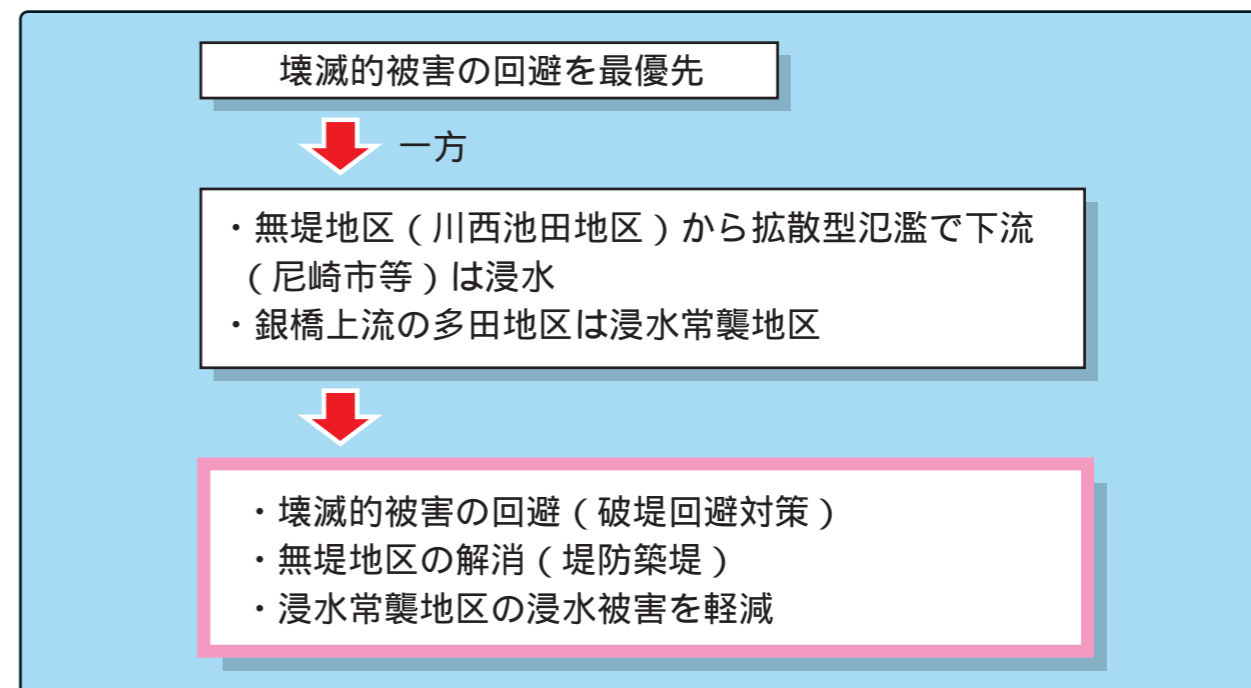 壊滅的被害の回避を最優先
一方
・無堤地区(川西池田地区)から拡散型氾濫で下流
(尼崎市等)は浸水
・銀橋上流の多田地区は浸水常襲地区
・壊滅的被害の回避(破堤回避対策)
・無堤地区の解消(堤防築堤)
・浸水常襲地区の浸水被害を軽減